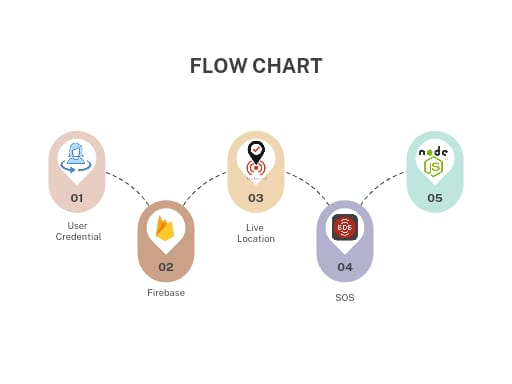 FLOW CHART
01
User
Credential
02
Firebase
03
Live
Location
SOS
04
SOS
node
JS
05